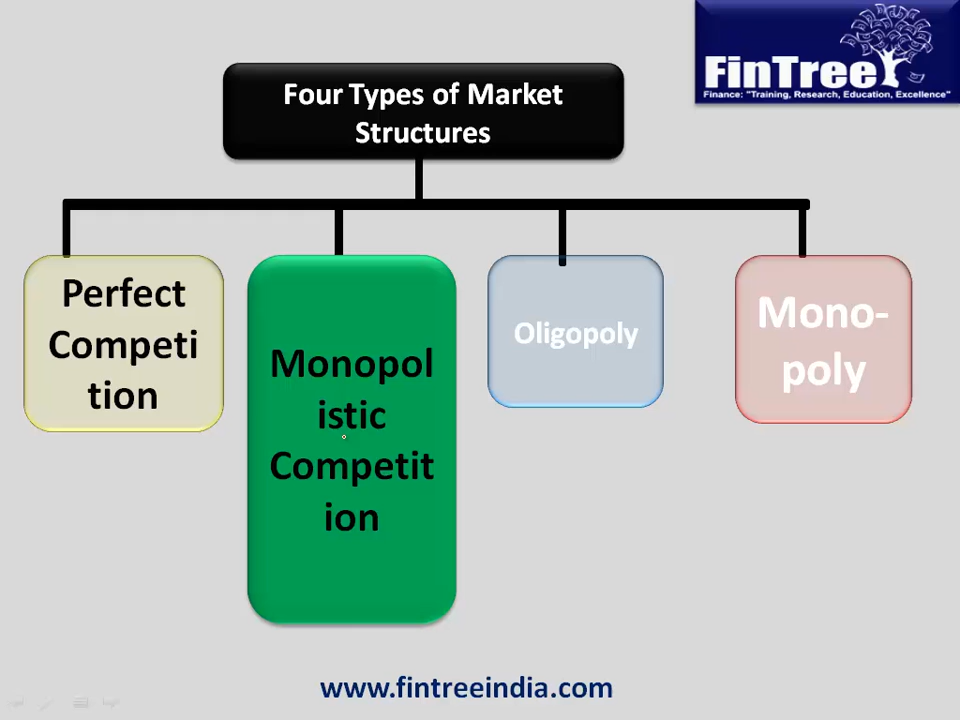 FinTree
Finance: "Training, Research, Education, Excellence"
Four Types of Market
Structures
Perfect
Competi
tion
Monopol
istic
Competit
ion
Oligopoly
Mono-
poly
www.fintreeindia.com